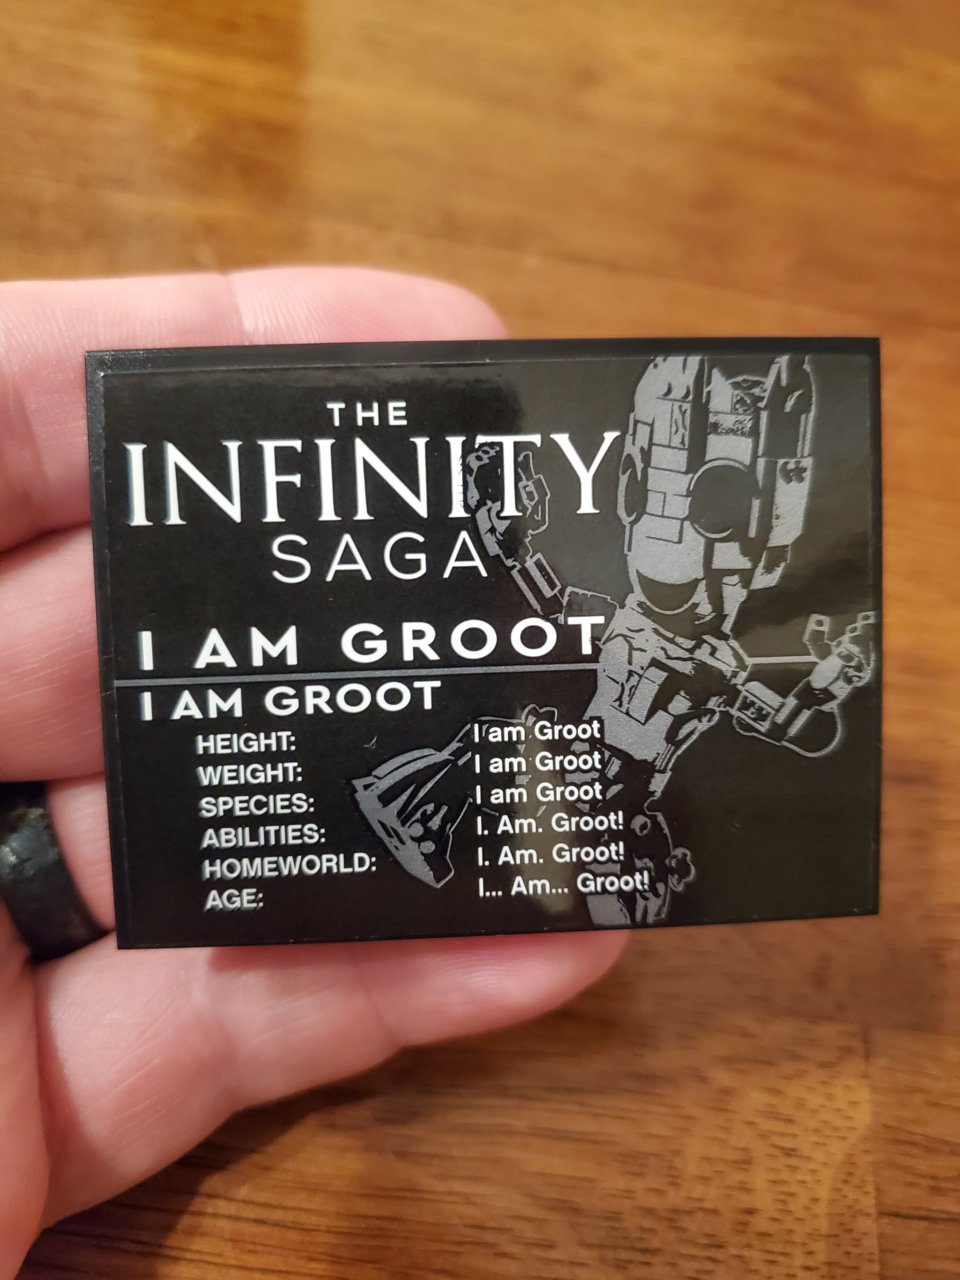 THE
INFINITY
SAGA
I AM GROOT
I AM GROOT
HEIGHT: I am Groot
WEIGHT: I am Groot
SPECIES: I am Groot
ABILITIES: I. Am. Groot!
HOMEWORLD: I. Am. Groot!
AGE: I... Am... Groot!